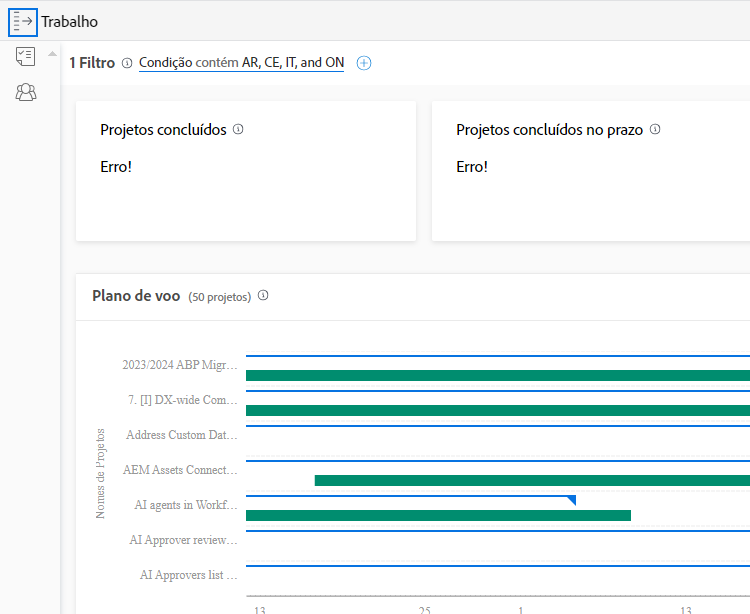 Trabalho
1 Filtro Condição contém AR, CE, IT, and ON
Projetos concluídos
Erro!
Projetos concluídos no prazo
Erro!
Plano de voo (50 projetos)
Nomes de Projetos
2023/2024 ABP Migr...
7. [I] DX-wide Com...
Address Custom Dat...
AEM Assets Connect...
AI agents in Workf...
AI Approver review...
AI Approvers list ...
13 25 1 13